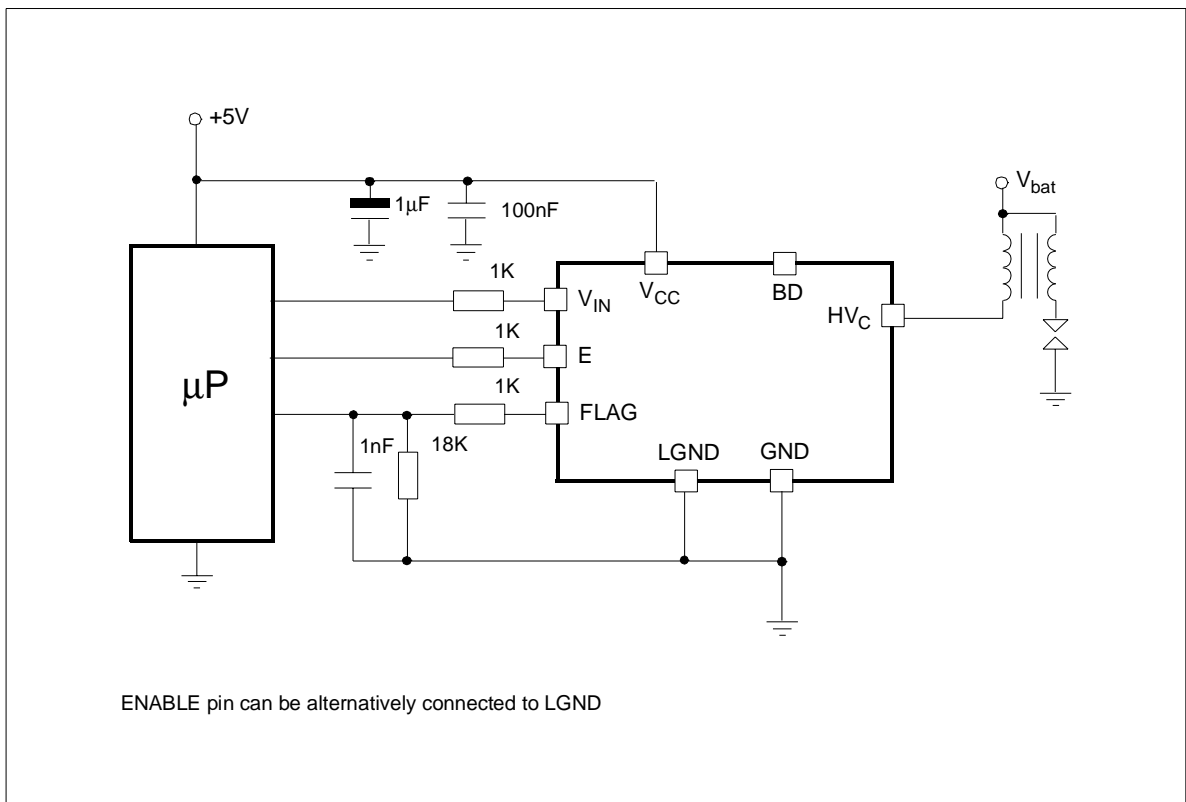 +5V
V_bat
1μF
100nF
1K
V_IN
V_CC
BD
HV_C
1K
E
μP
1K
FLAG
1nF
18K
LGND
GND
ENABLE pin can be alternatively connected to LGND